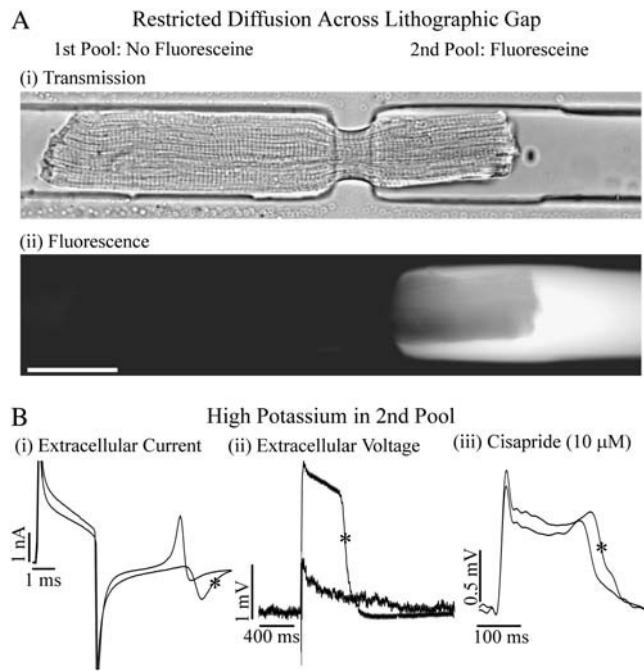 A Restricted Diffusion Across Lithographic Gap
1st Pool: No Fluoresceine 2nd Pool: Fluoresceine
(i) Transmission
(ii) Fluorescence
B High Potassium in 2nd Pool
(i) Extracellular Current (ii) Extracellular Voltage (iii) Cisapride (10 μM)
1 nA
1 ms
*
1 mV
400 ms
*
0.5 mV
100 ms
*